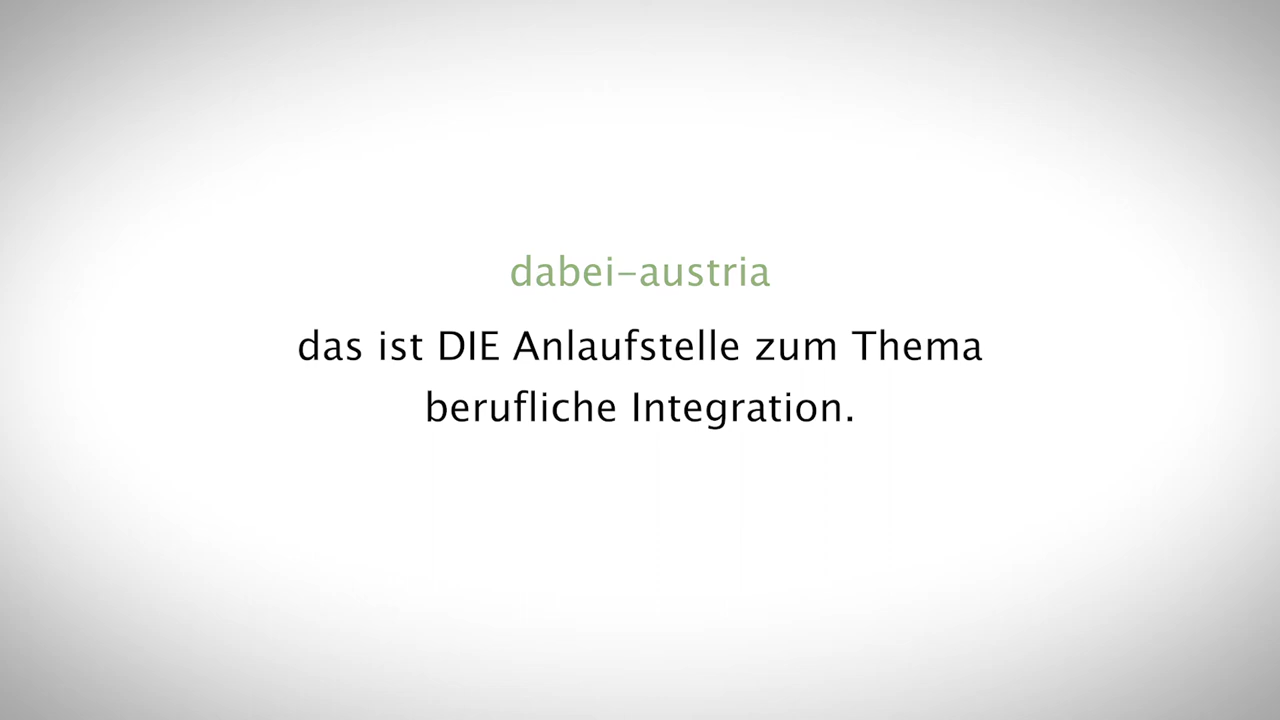 dabei-austria
das ist DIE Anlaufstelle zum Thema
berufliche Integration.